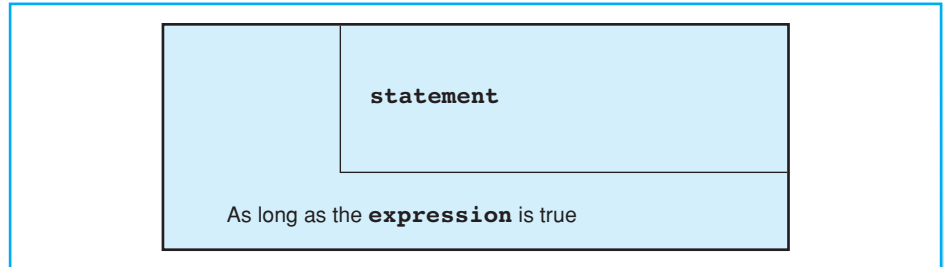 statement
As long as the expression is true